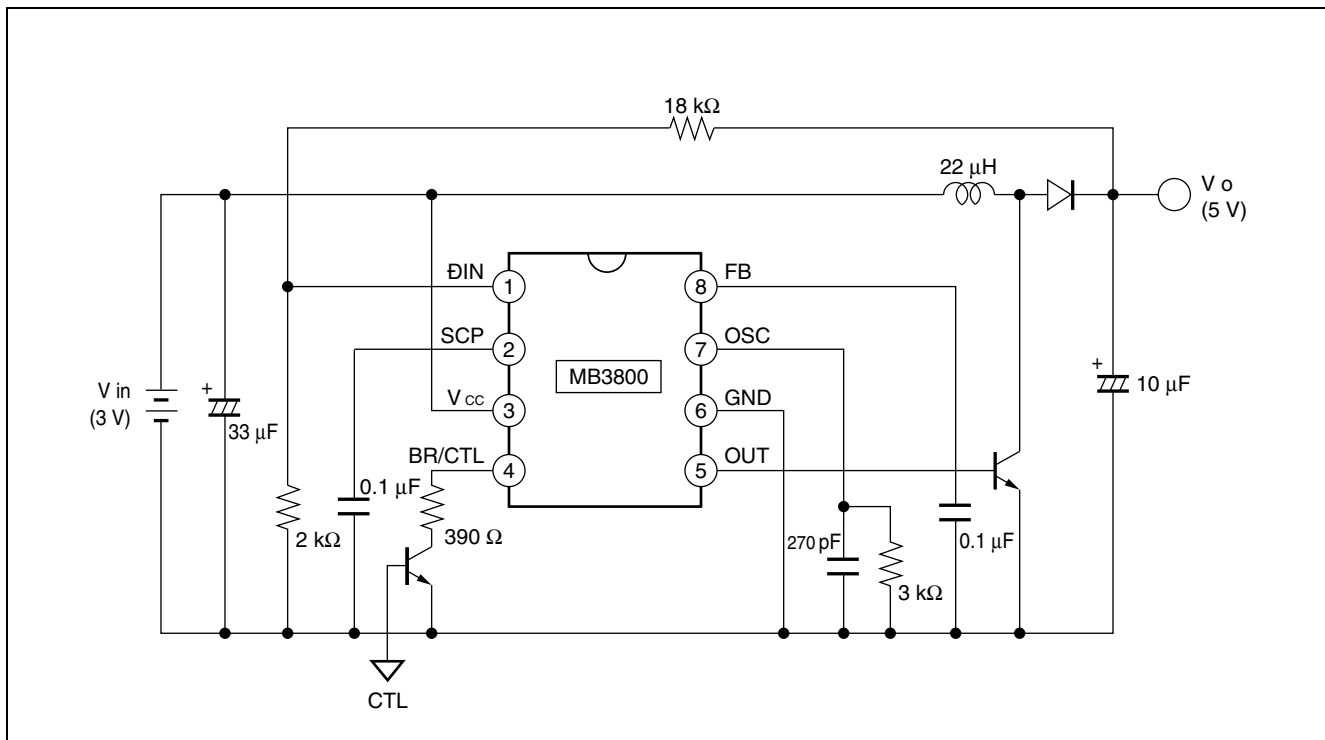 18 kΩ
22 μH
V o
(5 V)
ÐIN
1
8
FB
SCP
2
7
OSC
MB3800
V CC
3
6
GND
BR/CTL
4
5
OUT
V in
(3 V)
+
33 μF
+
10 μF
0.1 μF
2 kΩ
390 Ω
270 pF
3 kΩ
0.1 μF
CTL